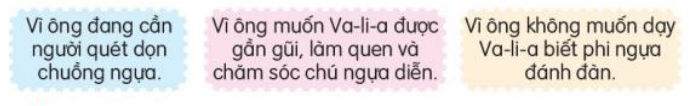 Vì ông đang cần
người quét dọn
chuồng ngựa.
Vì ông muốn Va-li-a được
gần gũi, làm quen và
chăm sóc chú ngựa diễn.
Vì ông không muốn dạy
Va-li-a biết phi ngựa
đánh đàn.